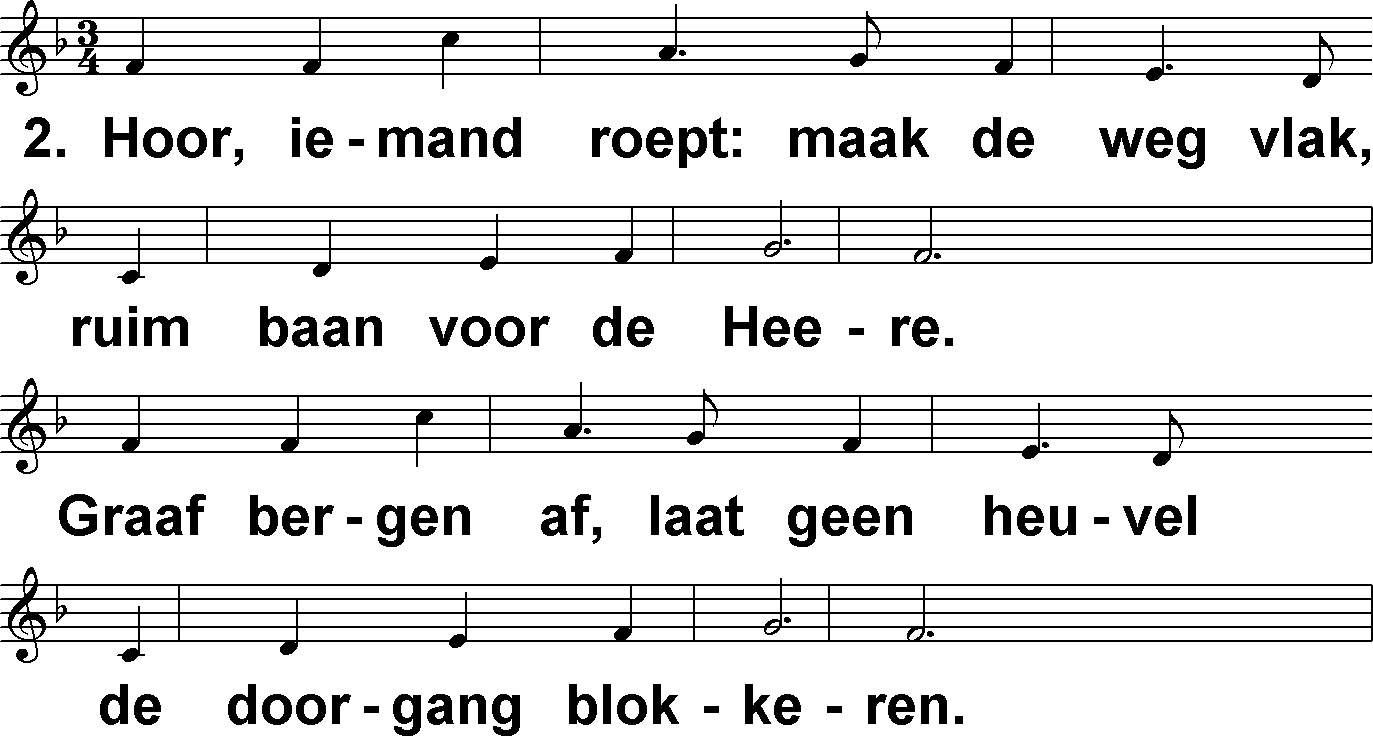 2. Hoor, ie - mand roept: maak de weg vlak,
ruim baan voor de Hee - re.
Graaf ber - gen af, laat geen heu - vel
de door - gang blok - ke - ren.